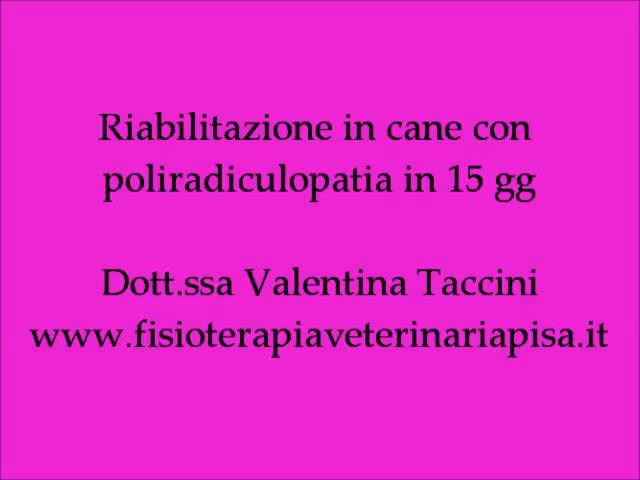 Riabilitazione in cane con
poliradiculopatia in 15 gg
Dott.ssa Valentina Taccini
www.fisioterapiaveterinariapisa.it